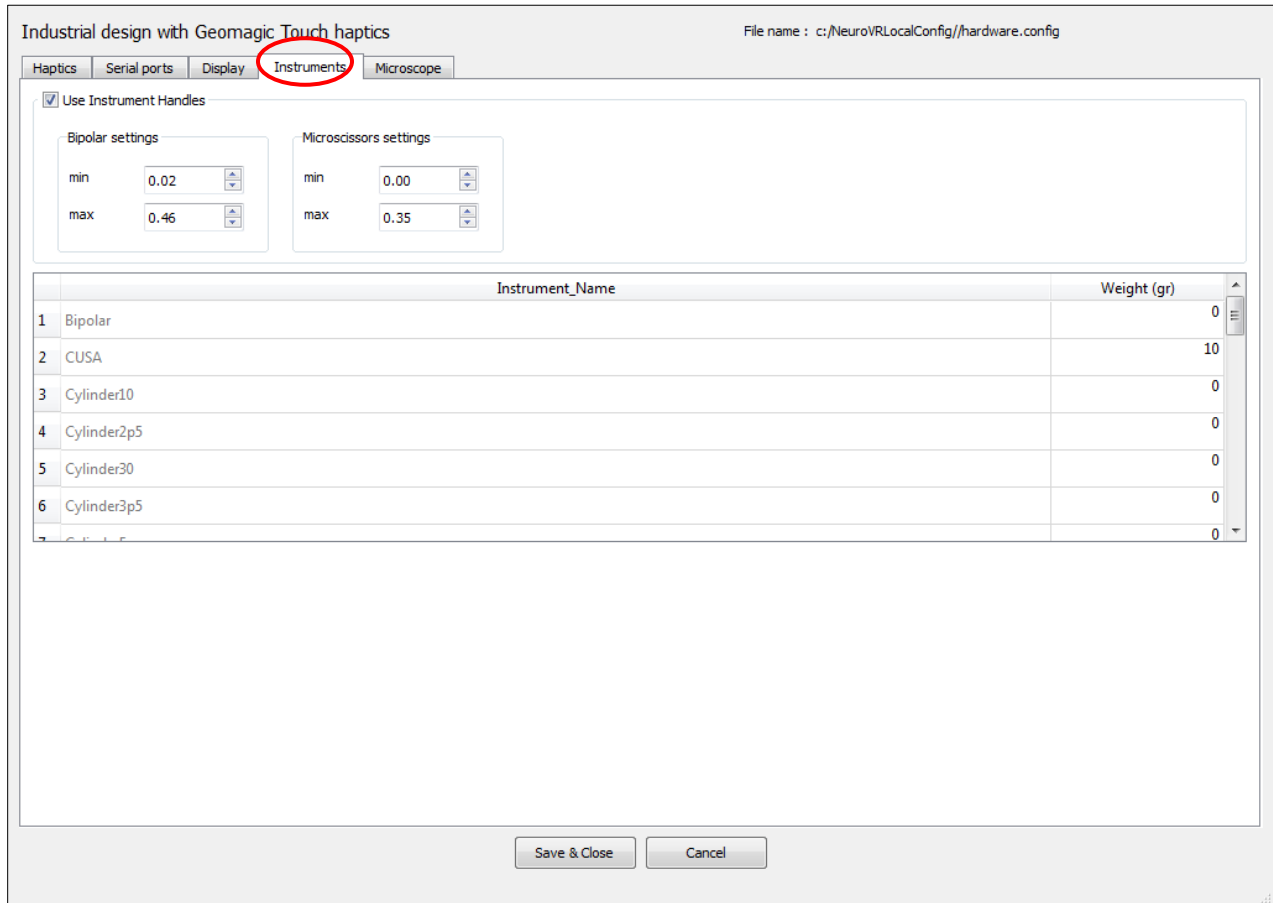 Industrial design with Geomagic Touch haptics
File name : c:/NeuroVRLocalConfig//hardware.config
Haptics Serial ports Display Instruments Microscope
Use Instrument Handles
Bipolar settings Microscissors settings
min 0.02 min 0.00
max 0.46 max 0.35
Instrument_Name Weight (gr)
1 Bipolar 0
2 CUSA 10
3 Cylinder10 0
4 Cylinder2p5 0
5 Cylinder30 0
6 Cylinder3p5 0
0
Save & Close Cancel